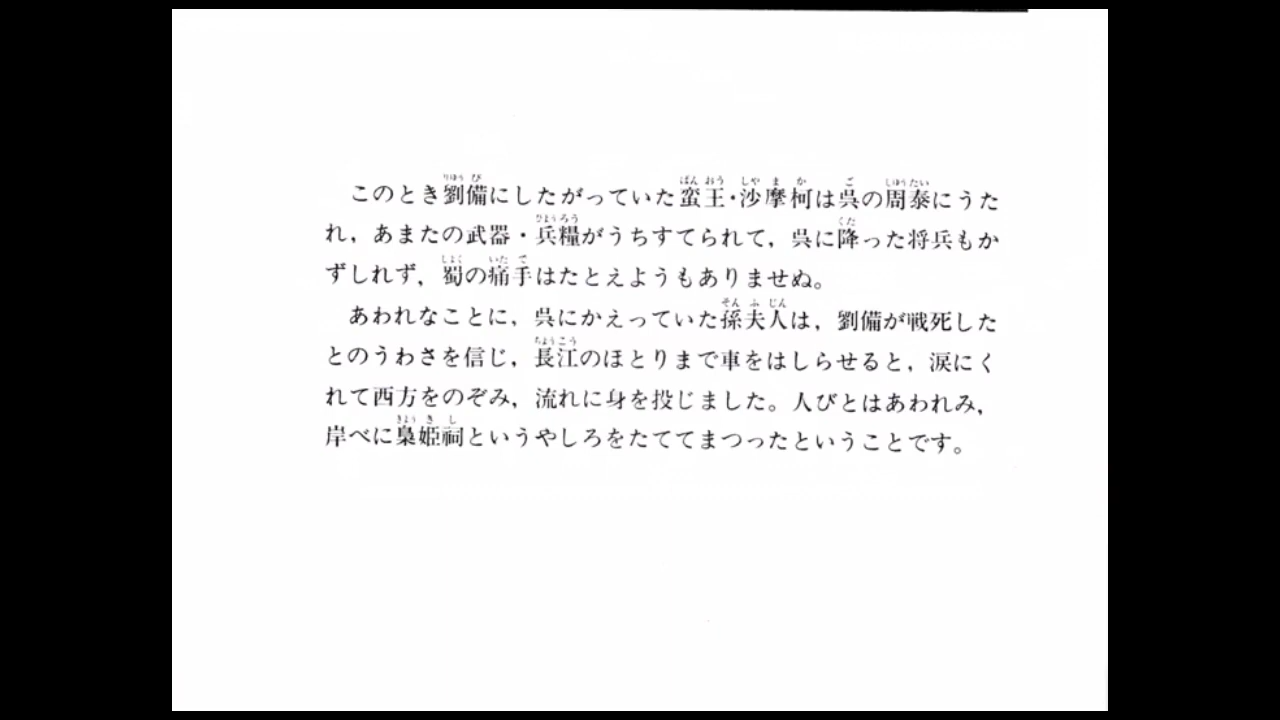 このとき劉備にしたがっていた蛮王・沙摩柯は呉の周泰にうた
れ，あまたの武器・兵糧がうちすてられて，呉に降った将兵もか
ずしれず，蜀の痛手はたとえようもありませぬ。
あわれなことに，呉にかえっていた孫夫人は，劉備が戦死した
とのうわさを信じ，長江のほとりまで車をはしらせると，涙にく
れて西方をのぞみ，流れに身を投じました。人びとはあわれみ，
岸べに梟姫祠というやしろをたててまつったということです。